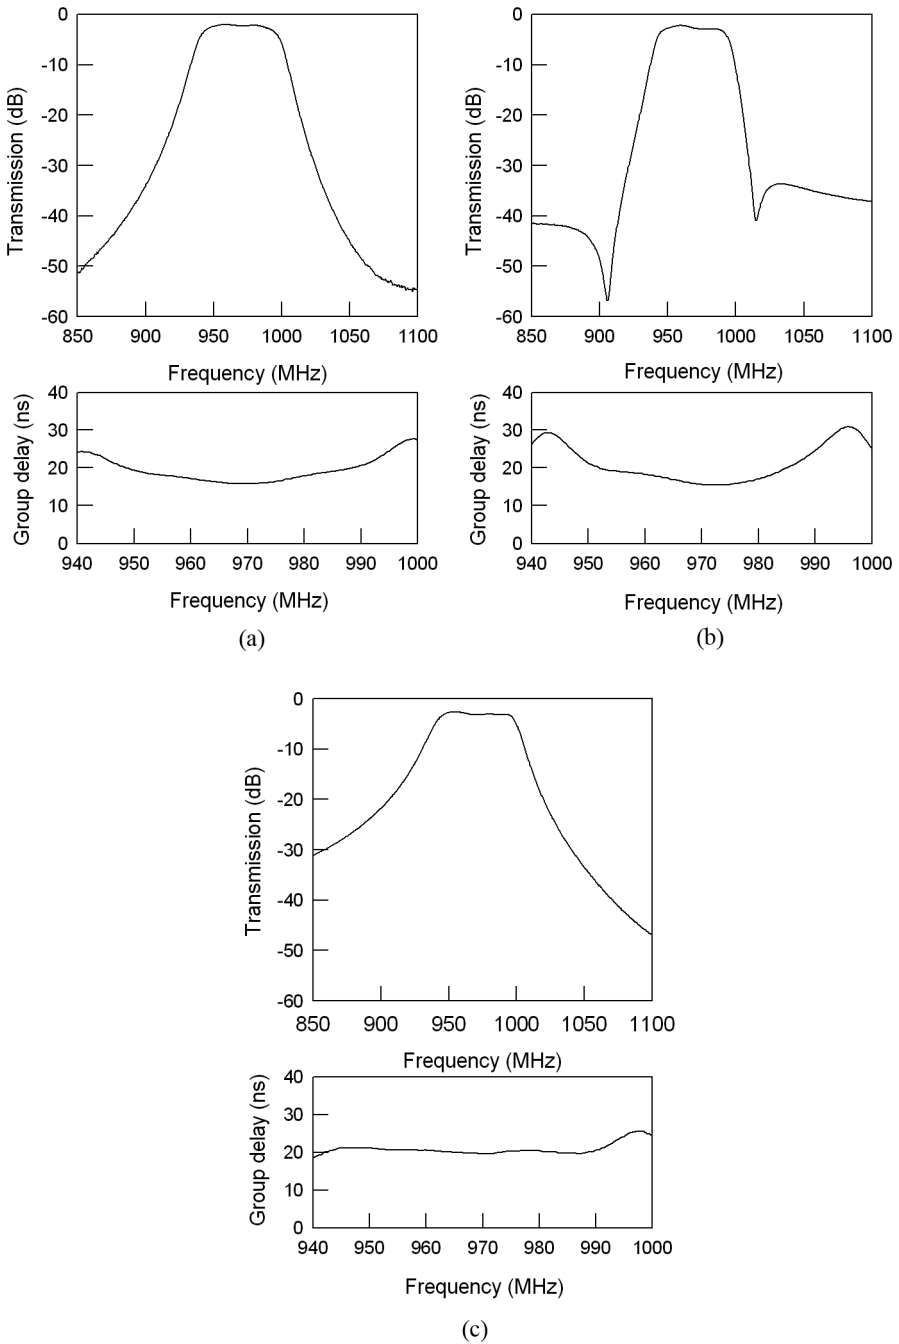 0
-10
-20
-30
-40
-50
-60
Transmission (dB)
850 900 950 1000 1050 1100
Frequency (MHz)
40
30
20
10
0
Group delay (ns)
940 950 960 970 980 990 1000
Frequency (MHz)
(a)
0
-10
-20
-30
-40
-50
-60
Transmission (dB)
850 900 950 1000 1050 1100
Frequency (MHz)
40
30
20
10
0
Group delay (ns)
940 950 960 970 980 990 1000
Frequency (MHz)
(b)
0
-10
-20
-30
-40
-50
-60
Transmission (dB)
850 900 950 1000 1050 1100
Frequency (MHz)
40
30
20
10
0
Group delay (ns)
940 950 960 970 980 990 1000
Frequency (MHz)
(c)